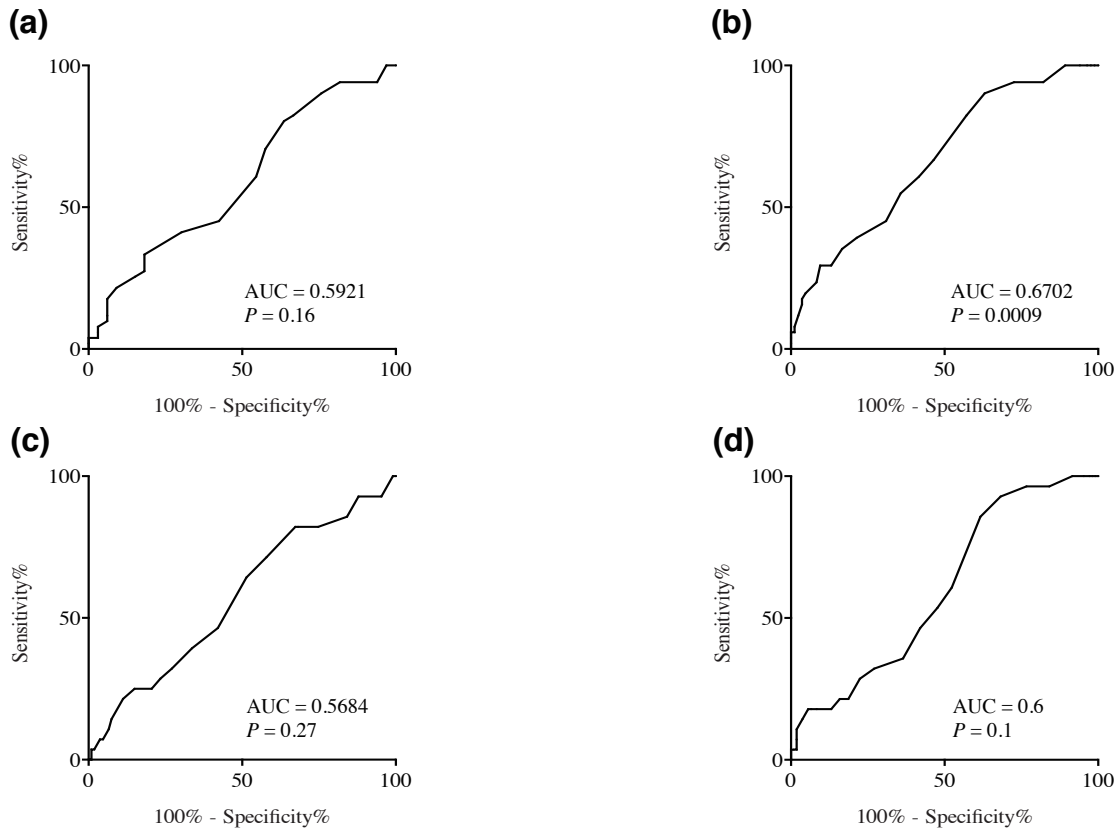 (a)
100
50
0
Sensitivity%
AUC = 0.5921
P = 0.16
0 50 100
100% - Specificity%
(b)
100
50
0
Sensitivity%
AUC = 0.6702
P = 0.0009
0 50 100
100% - Specificity%
(c)
100
50
0
Sensitivity%
AUC = 0.5684
P = 0.27
0 50 100
100% - Specificity%
(d)
100
50
0
Sensitivity%
AUC = 0.6
P = 0.1
0 50 100
100% - Specificity%